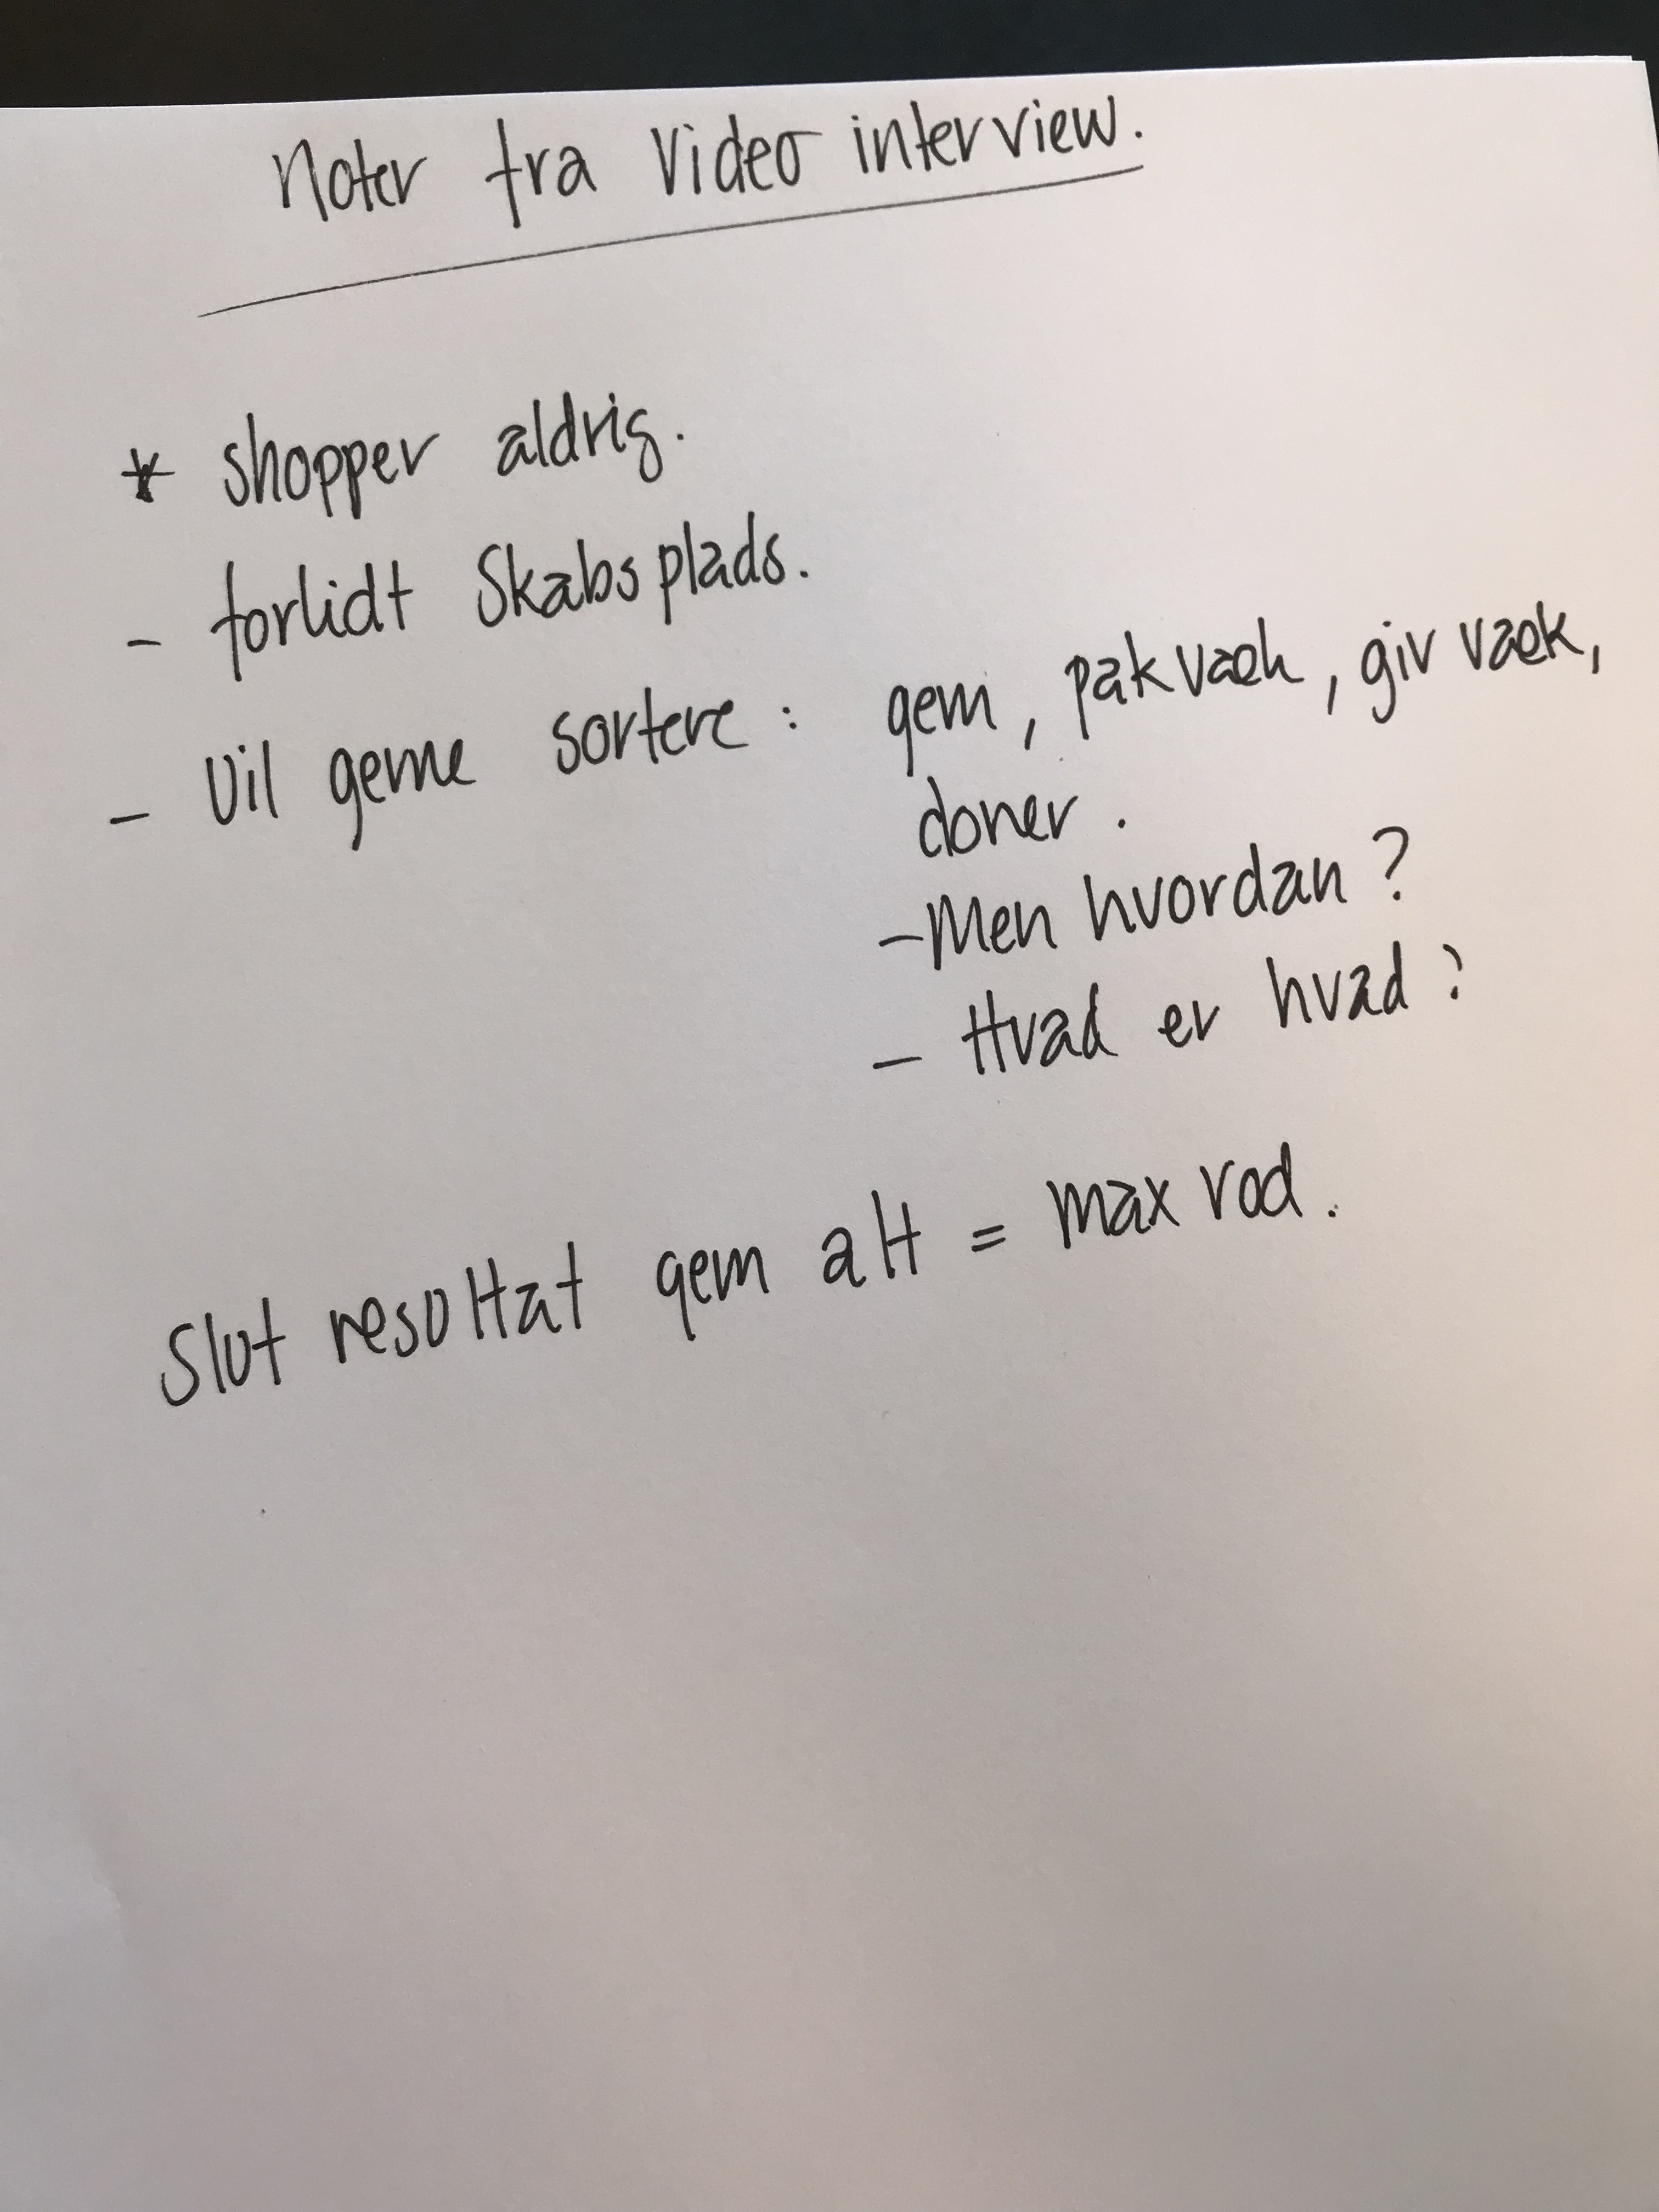 Noter fra Video interview.
* shopper aldrig.
- forlidt Skabsplads.
- Vil gerne sortere : gem, pak væk, giv væk,
doner.
- Men hvordan ?
- Hvad er hvad ?
Slut resultat gem alt = max rod.